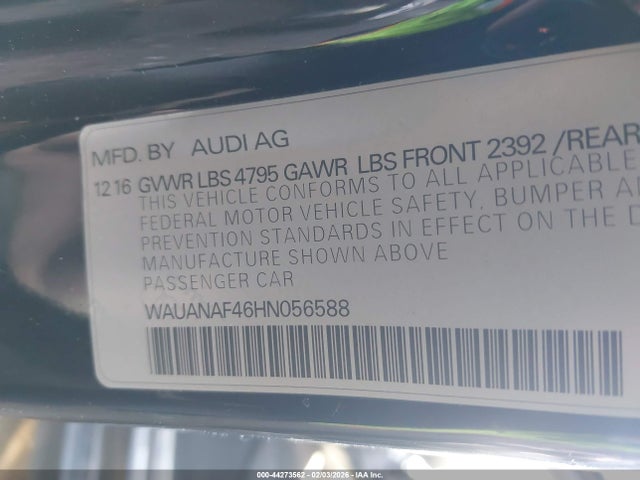 MFD. BY AUDI AG
12 16 GVWR LBS 4795 GAWR LBS FRONT 2392 /REAR
THIS VEHICLE CONFORMS TO ALL APPLICABLE
FEDERAL MOTOR VEHICLE SAFETY, BUMPER A
PREVENTION STANDARDS IN EFFECT ON THE D
MANUFACTURE SHOWN ABOVE
PASSENGER CAR
WAUANAF46HN056588
000-44273562 - 02/03/2026 - IAA Inc.